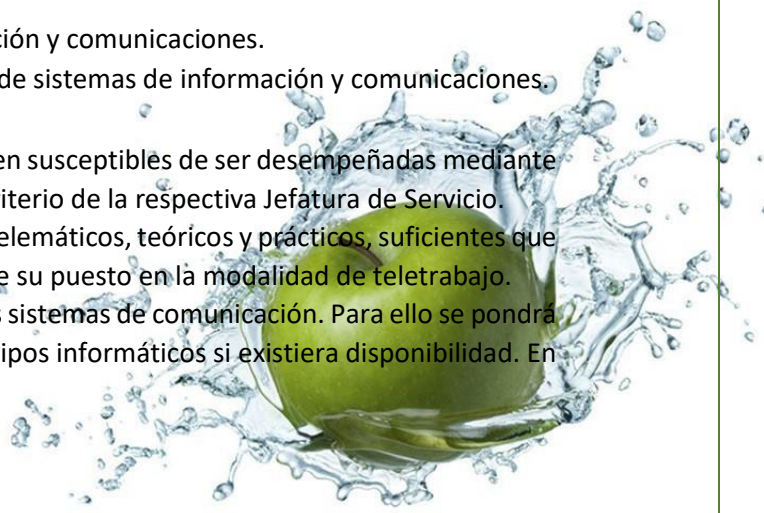 ción y comunicaciones.
de sistemas de información y comunicaciones.
en susceptibles de ser desempeñadas mediante
iterio de la respectiva Jefatura de Servicio.
elemáticos, teóricos y prácticos, suficientes que
e su puesto en la modalidad de teletrabajo.
s sistemas de comunicación. Para ello se pondrá
ipos informáticos si existiera disponibilidad. En